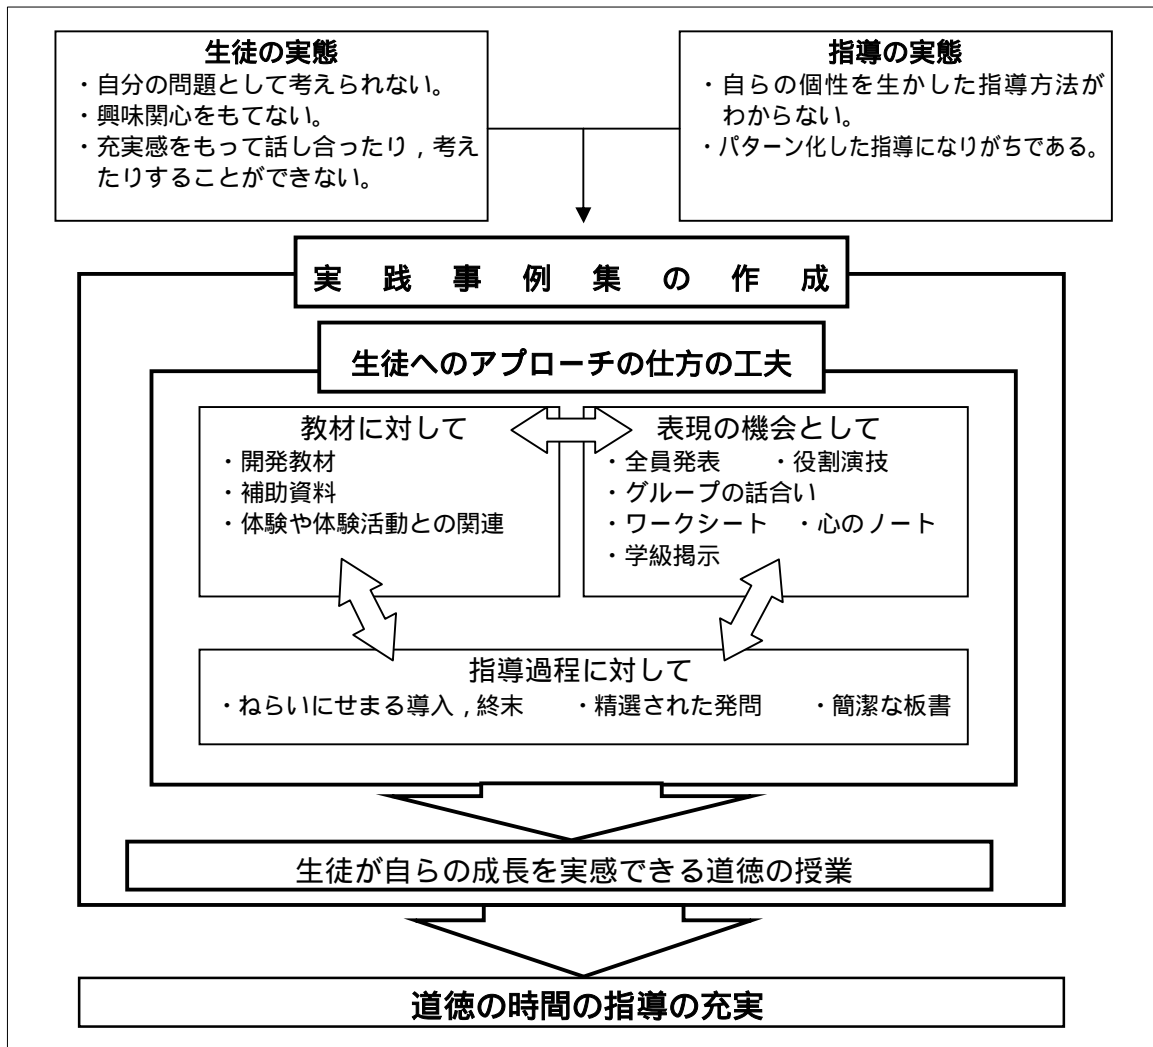 生徒の実態
・自分の問題として考えられない。
・興味関心をもてない。
・充実感をもって話し合ったり，考え
たりすることができない。
指導の実態
・自らの個性を生かした指導方法が
わからない。
・パターン化した指導になりがちである。
実践事例集の作成
生徒へのアプローチの仕方の工夫
教材に対して
・開発教材
・補助資料
・体験や体験活動との関連
表現の機会として
・全員発表　・役割演技
・グループの話合い
・ワークシート　・心のノート
・学級掲示
指導過程に対して
・ねらいにせまる導入，終末　・精選された発問　・簡潔な板書
生徒が自らの成長を実感できる道徳の授業
道徳の時間の指導の充実